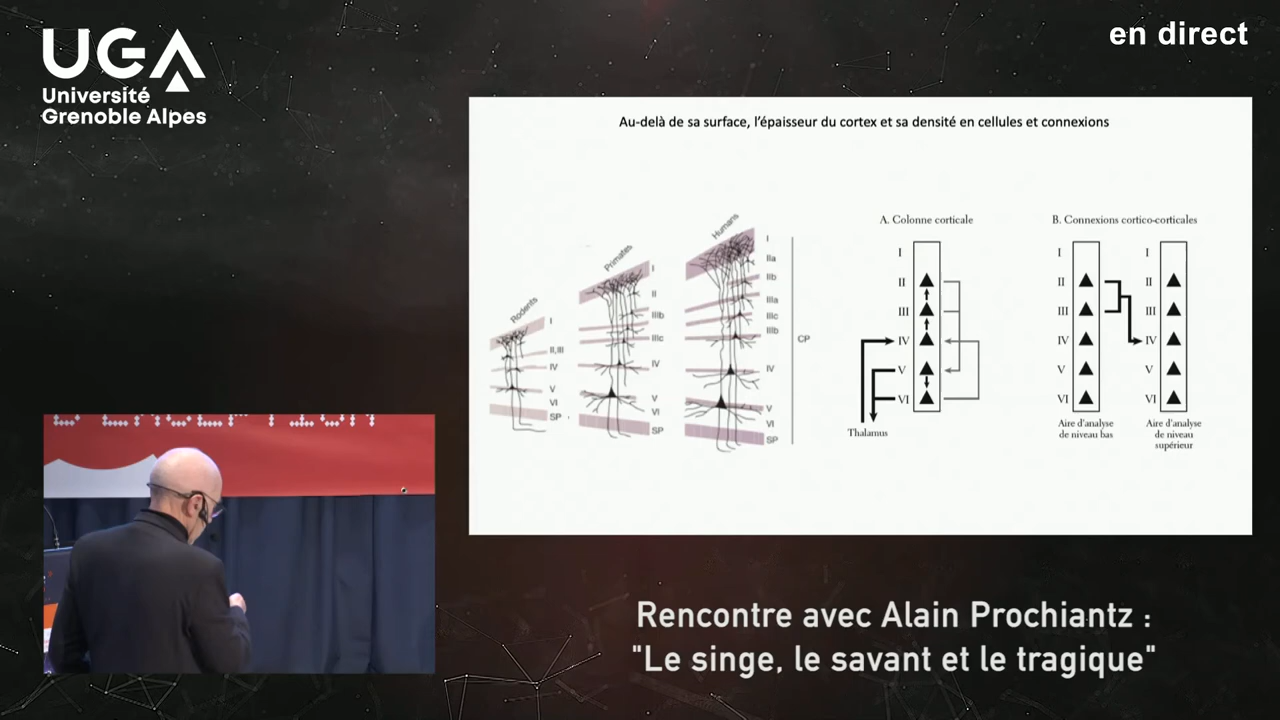 UGA
Université
Grenoble Alpes
en direct
Au-delà de sa surface, l'épaisseur du cortex et sa densité en cellules et connexions
Rodents
I
II,III
IV
V
VI
SP
Primates
I
II
IIIb
IIIc
IV
V
VI
SP
Humans
I
IIa
IIb
IIIa
IIIc
IIIb
IV
V
VI
SP
CP
A. Colonne corticale
I
II
III
IV
V
VI
Thalamus
B. Connexions cortico-corticales
I
II
III
IV
V
VI
Aire d'analyse
de niveau bas
I
II
III
IV
V
VI
Aire d'analyse
de niveau
supérieur
Rencontre avec Alain Prochiantz :
"Le singe, le savant et le tragique"